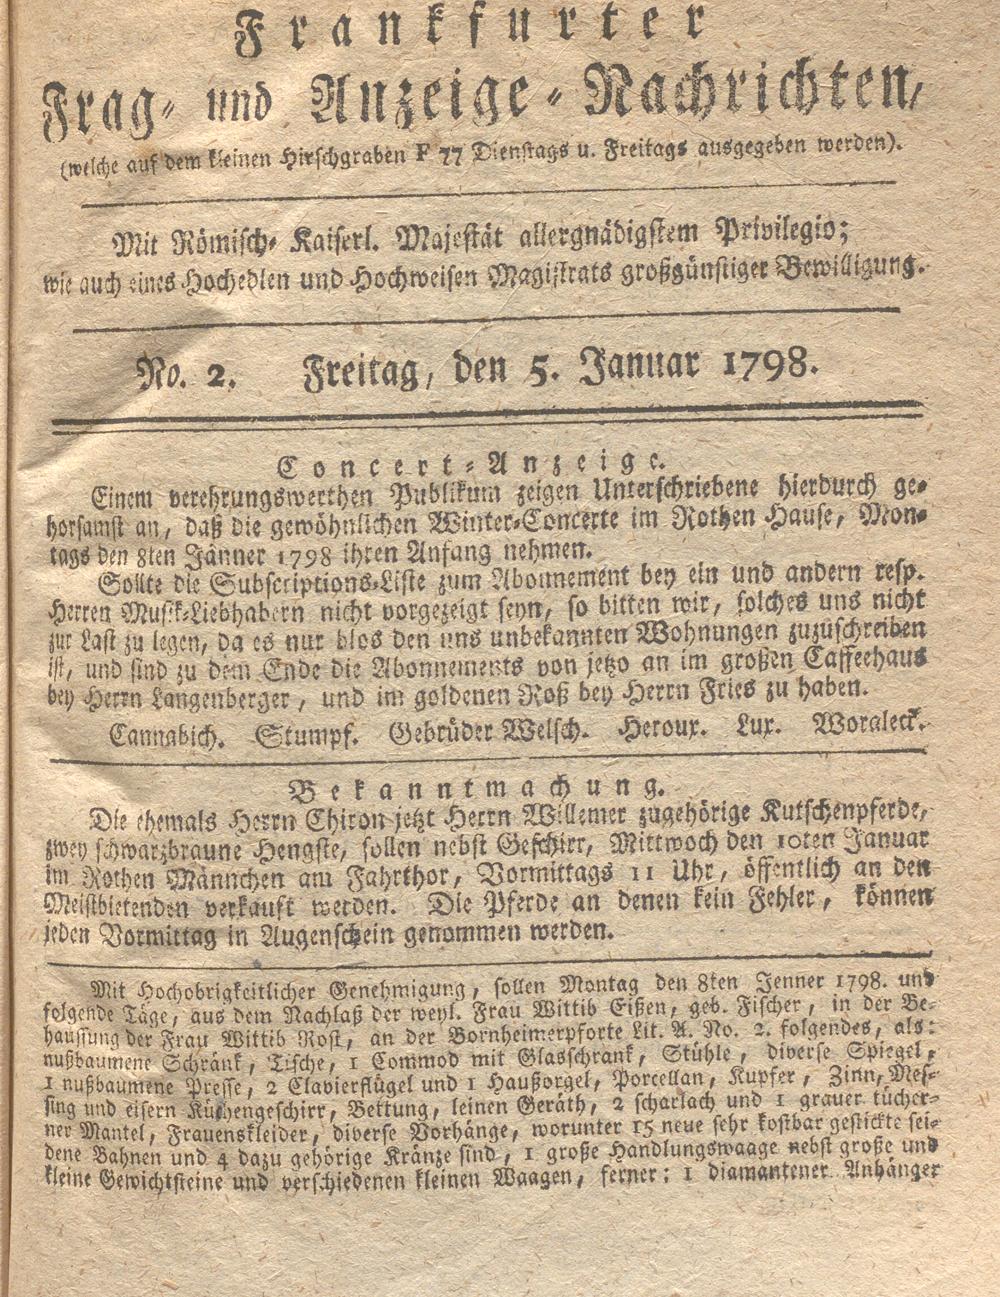 Frankfurter
Frag- und Anzeige-Nachrichten,
(welche auf dem kleinen Hirschgraben F 77 Dienstags u. Freitags ausgegeben werden).
Mit Römisch-Kaiserl. Majestät allergnädigstem Privilegio;
wie auch eines Hochedlen und Hochweisen Magistrats großgünstiger Bewilligung.
No. 2. Freitag, den 5. Januar 1798.
Concert-Anzeige.
Einem verehrungswerthen Publikum zeigen Unterschriebene hierdurch ge-
horsamst an, daß die gewöhnlichen Winter-Concerte im Rothen Hause, Mon-
tags den 8ten Jänner 1798 ihren Anfang nehmen.
Sollte die Subscriptions-Liste zum Abonnement bey ein und andern resp.
Herren Musik-Liebhabern nicht vorgezeigt seyn, so bitten wir, solches uns nicht
zur Last zu legen, da es nur blos den uns unbekannten Wohnungen zuzuschreiben
ist, und sind zu dem Ende die Abonnements von jetzo an im großen Caffeehaus
bey Herrn Langenberger, und im goldenen Roß bey Herrn Fries zu haben.
Cannabich. Stumpf. Gebrüder Welsch. Heroux. Lux. Woraleck.
Bekanntmachung.
Die ehemals Herrn Chiron jetzt Herrn Willemer zugehörige Kutschenpferde,
zwey schwarzbraune Hengste, sollen nebst Geschirr, Mittwoch den 10ten Januar
im Rothen Männchen am Fahrthor, Vormittags 11 Uhr, öffentlich an den
Meistbietenden verkauft werden. Die Pferde an denen kein Fehler, können
jeden Vormittag in Augenschein genommen werden.
Mit Hochobrigkeitlicher Genehmigung, sollen Montag den 8ten Jenner 1798. und
folgende Täge, aus dem Nachlaß der weyl. Frau Wittib Eißen, geb. Fischer, in der Be-
haussung der Frau Wittib Rost, an der Bornheimerpforte Lit. A. No. 2. folgendes, als:
nußbaumene Schränk, Tische, 1 Commod mit Glasschrank, Stühle, diverse Spiegel,
1 nußbaumene Presse, 2 Clavierflügel und 1 Haußorgel, Porcellan, Kupfer, Zinn, Mes-
sing und eisern Küchengeschirr, Bettung, leinen Geräth, 2 scharlach und 1 grauer tücher-
ner Mantel, Frauenskleider, diverse Vorhänge, worunter 15 neue sehr kostbar gestickte sei-
dene Bahnen und 4 dazu gehörige Kränze sind, 1 große Handlungswaage nebst große und
kleine Gewichtsteine und verschiedenen kleinen Waagen, ferner: 1 diamantener Anhänger